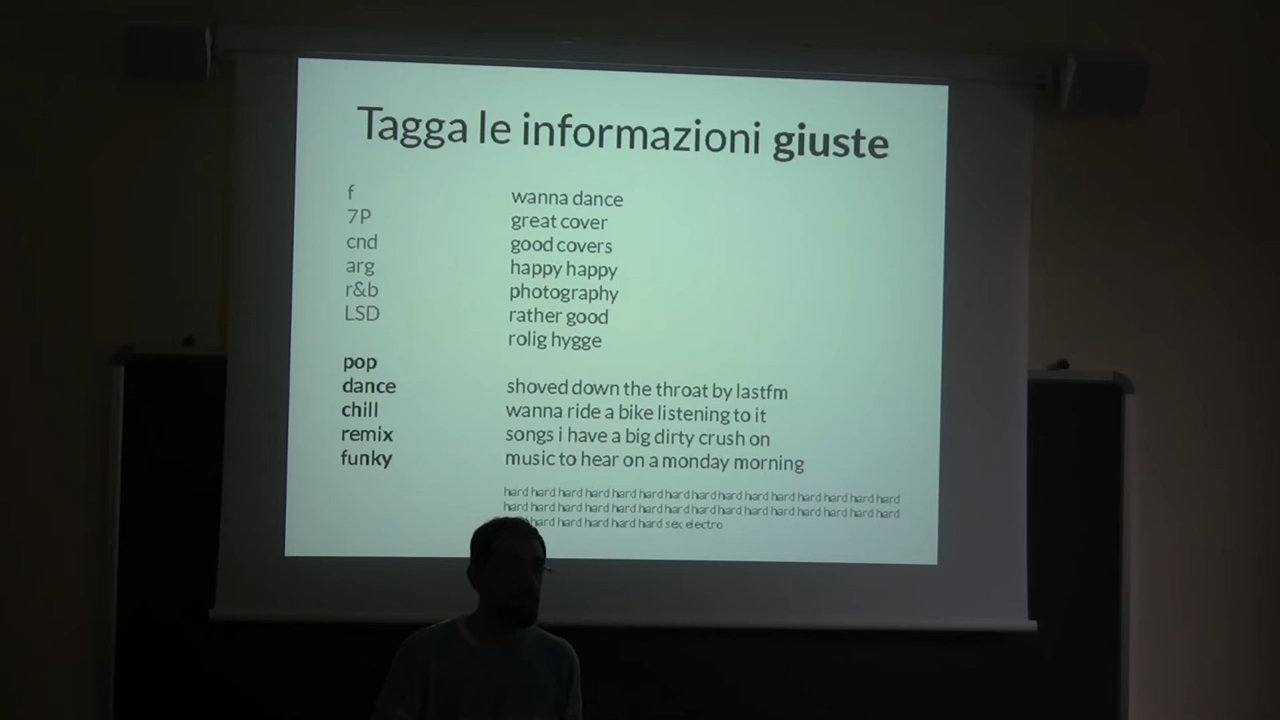 Tagga le informazioni giuste
f
7P
cnd
arg
r&b
LSD
pop
dance
chill
remix
funky
wanna dance
great cover
good covers
happy happy
photography
rather good
rolig hygge
shoved down the throat by lastfm
wanna ride a bike listening to it
songs i have a big dirty crush on
music to hear on a monday morning
hard hard hard hard hard hard hard hard hard hard hard hard hard hard hard
hard hard hard hard hard hard hard hard hard hard hard hard hard hard hard
hard hard hard hard hard sex electro